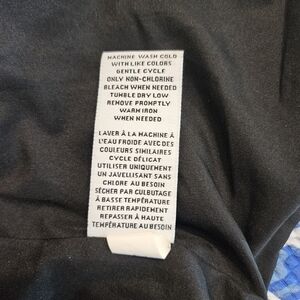 MACHINE WASH COLD
WITH LIKE COLORS
GENTLE CYCLE
ONLY NON-CHLORINE
BLEACH WHEN NEEDED
TUMBLE DRY LOW
REMOVE PROMPTLY
WARM IRON
WHEN NEEDED
LAVER À LA MACHINE À
L'EAU FROIDE AVEC DES
COULEURS SIMILAIRES
CYCLE DÉLICAT
UTILISER UNIQUEMENT
UN JAVELLISANT SANS
CHLORE AU BESOIN
SÉCHER PAR CULBUTAGE
À BASSE TEMPÉRATURE
RETIRER RAPIDEMENT
REPASSER À HAUTE
TEMPÉRATURE AU BESOIN